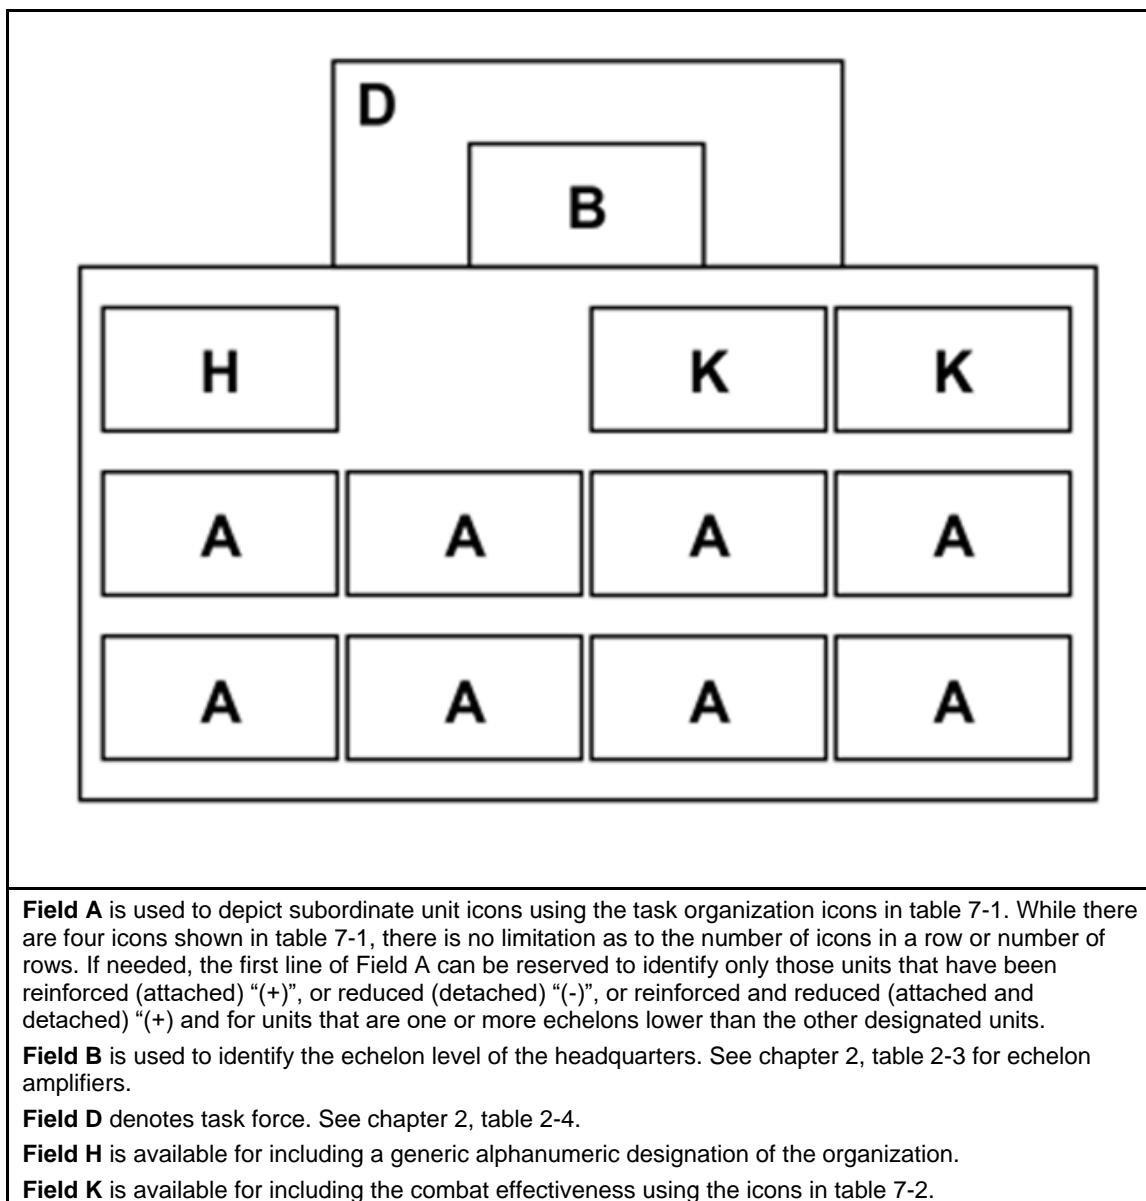 D
B
H K K
A A A A
A A A A
Field A is used to depict subordinate unit icons using the task organization icons in table 7-1. While there
are four icons shown in table 7-1, there is no limitation as to the number of icons in a row or number of
rows. If needed, the first line of Field A can be reserved to identify only those units that have been
reinforced (attached) “(+)”, or reduced (detached) “(-)”, or reinforced and reduced (attached and
detached) “(+) and for units that are one or more echelons lower than the other designated units.
Field B is used to identify the echelon level of the headquarters. See chapter 2, table 2-3 for echelon
amplifiers.
Field D denotes task force. See chapter 2, table 2-4.
Field H is available for including a generic alphanumeric designation of the organization.
Field K is available for including the combat effectiveness using the icons in table 7-2.